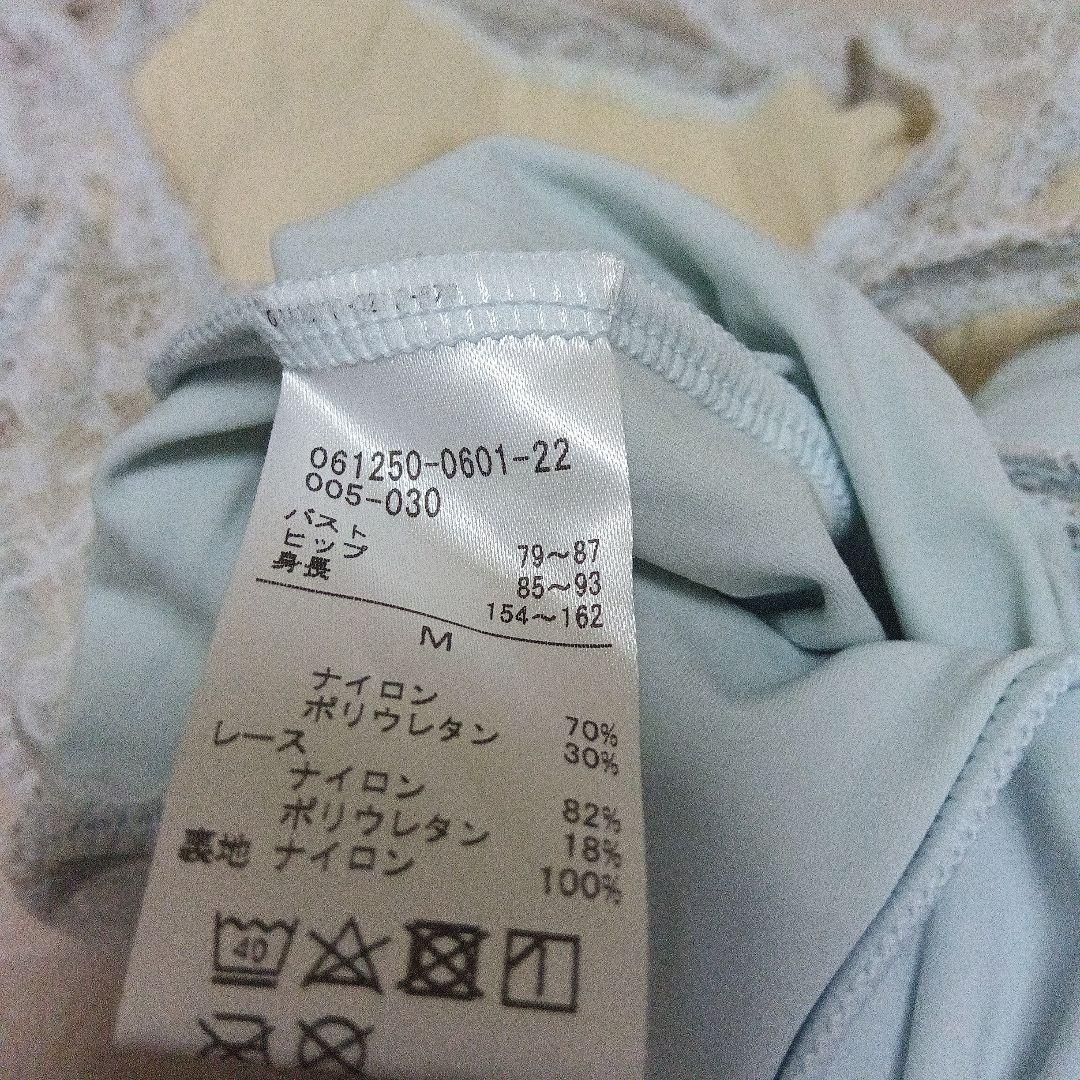 061250-0601-22
005-030
バスト 79～87
ヒップ 85～93
身長 154～162
M
ナイロン 70%
ポリウレタン 30%
レース
ナイロン 82%
ポリウレタン 18%
裏地 ナイロン 100%
40